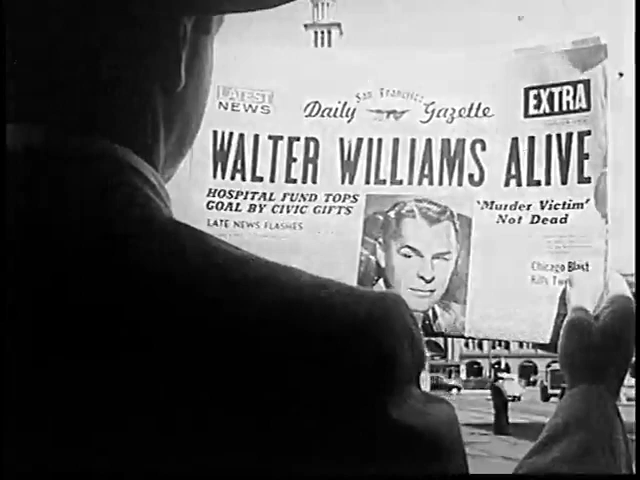 LATEST
NEWS
San Francisco
Daily Gazette
EXTRA
WALTER WILLIAMS ALIVE
HOSPITAL FUND TOPS
GOAL BY CIVIC GIFTS
LATE NEWS FLASHES
'Murder Victim'
Not Dead
Chicago Blast
Kills Two